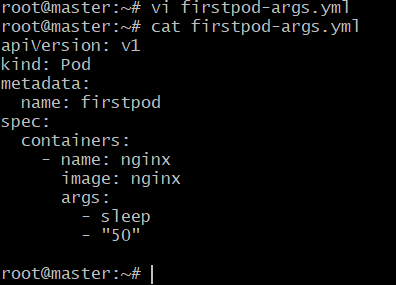 root@master:~# vi firstpod-args.yml
root@master:~# cat firstpod-args.yml
apiVersion: v1
kind: Pod
metadata:
  name: firstpod
spec:
  containers:
    - name: nginx
      image: nginx
      args:
        - sleep
        - "50"

root@master:~#